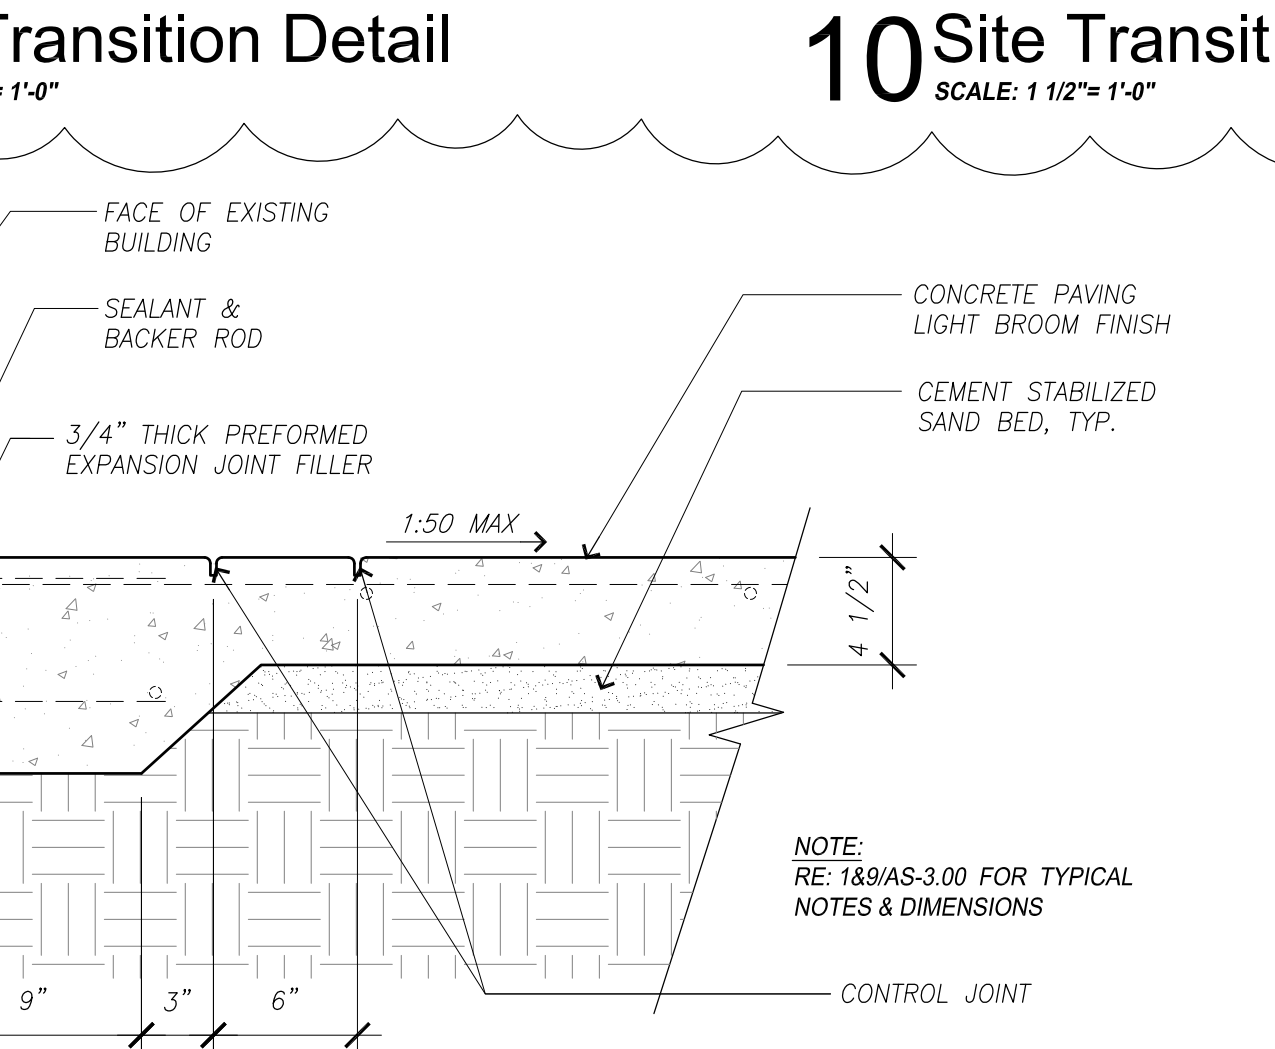 Transition Detail
= 1'-0"
10 Site Transit
SCALE: 1 1/2"= 1'-0"
FACE OF EXISTING
BUILDING
SEALANT &
BACKER ROD
3/4" THICK PREFORMED
EXPANSION JOINT FILLER
CONCRETE PAVING
LIGHT BROOM FINISH
CEMENT STABILIZED
SAND BED, TYP.
1:50 MAX
4 1/2"
NOTE:
RE: 1&9/AS-3.00 FOR TYPICAL
NOTES & DIMENSIONS
CONTROL JOINT
9"
3"
6"